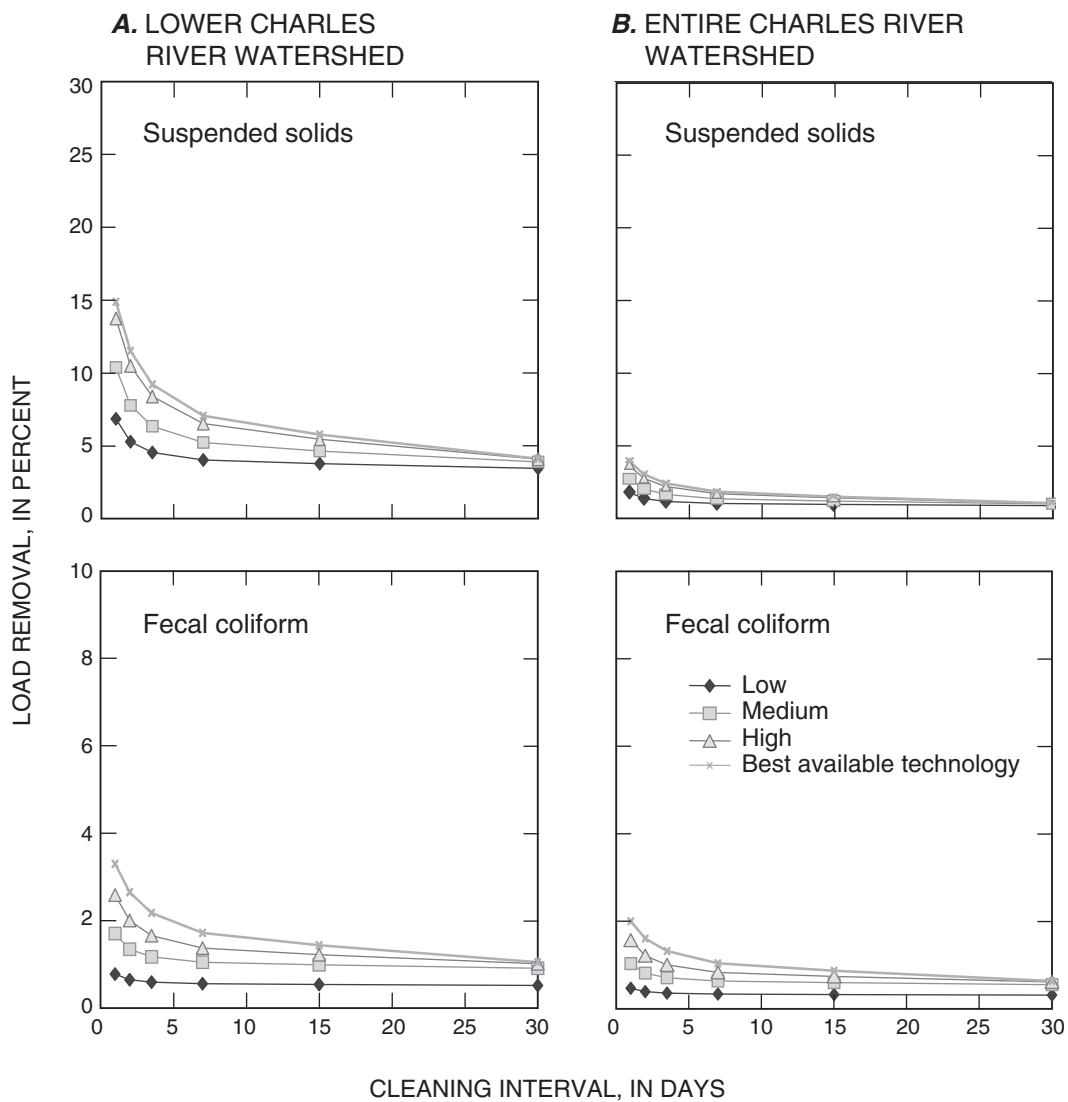 A. LOWER CHARLES
RIVER WATERSHED
B. ENTIRE CHARLES RIVER
WATERSHED
30
25
20
15
10
5
0
Suspended solids
Suspended solids
LOAD REMOVAL, IN PERCENT
10
8
6
4
2
0
Fecal coliform
Fecal coliform
Low
Medium
High
Best available technology
0 5 10 15 20 25 30
0 5 10 15 20 25 30
CLEANING INTERVAL, IN DAYS